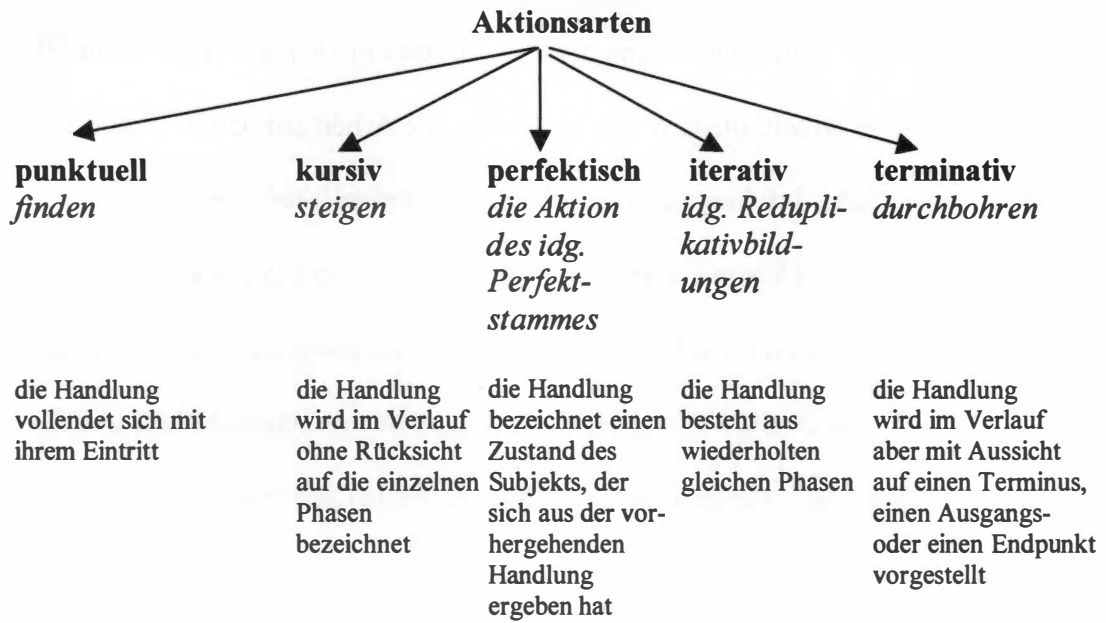 Aktionsarten
punktuell
finden
kursiv
steigen
perfektisch
die Aktion
des idg.
Perfekt-
stammes
iterativ
idg. Redupli-
kativbild-
ungen
terminativ
durchbohren
die Handlung
vollendet sich mit
ihrem Eintritt
die Handlung
wird im Verlauf
ohne Rücksicht
auf die einzelnen
Phasen
bezeichnet
die Handlung
bezeichnet einen
Zustand des
Subjekts, der
sich aus der vor-
hergehenden
Handlung
ergeben hat
die Handlung
besteht aus
wiederholten
gleichen Phasen
die Handlung
wird im Verlauf
aber mit Aussicht
auf einen Terminus,
einen Ausgangs-
oder einen Endpunkt
vorgestellt